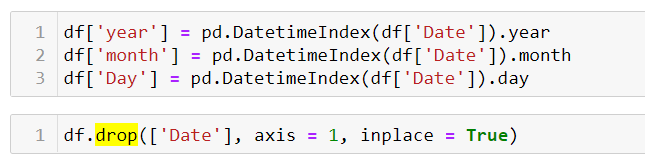 1 df['year'] = pd.DatetimeIndex(df['Date']).year
2 df['month'] = pd.DatetimeIndex(df['Date']).month
3 df['Day'] = pd.DatetimeIndex(df['Date']).day
1 df.drop(['Date'], axis = 1, inplace = True)